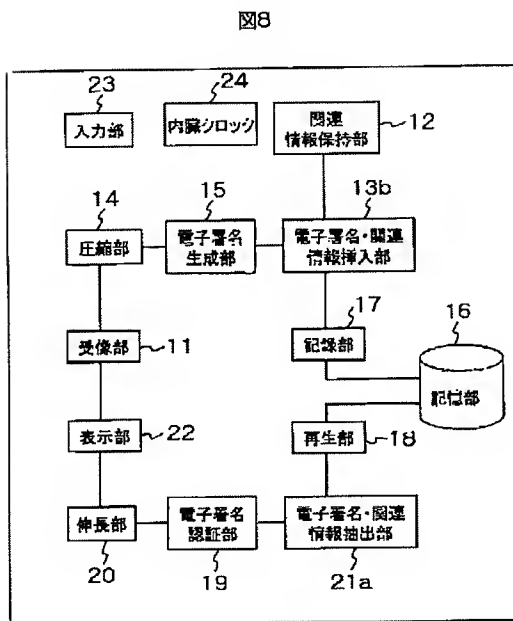 図8
23
入力部
24
内臓シロッシ
関連
情報保持部
12
14
圧縮部
15
電子署名
生成部
13b
電子署名・関連
情報挿入部
受像部
11
17
記録部
16
記憶部
表示部
22
再生部
18
伸長部
20
電子署名
認証部
19
電子署名・関連
情報抽出部
21a